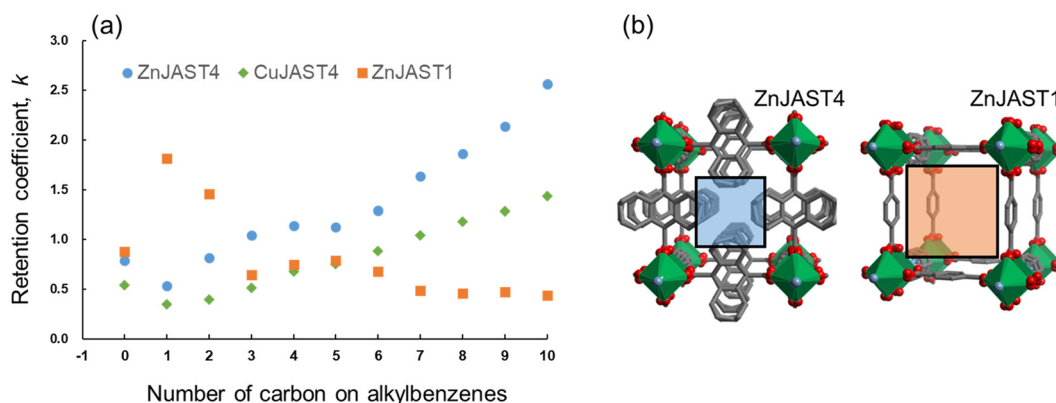 (a)
(b)
3.0
2.5
2.0
1.5
1.0
0.5
0.0
Retention coefficient, k
ZnJAST4 CuJAST4 ZnJAST1
-1 0 1 2 3 4 5 6 7 8 9 10
Number of carbon on alkylbenzenes
ZnJAST4
ZnJAST1